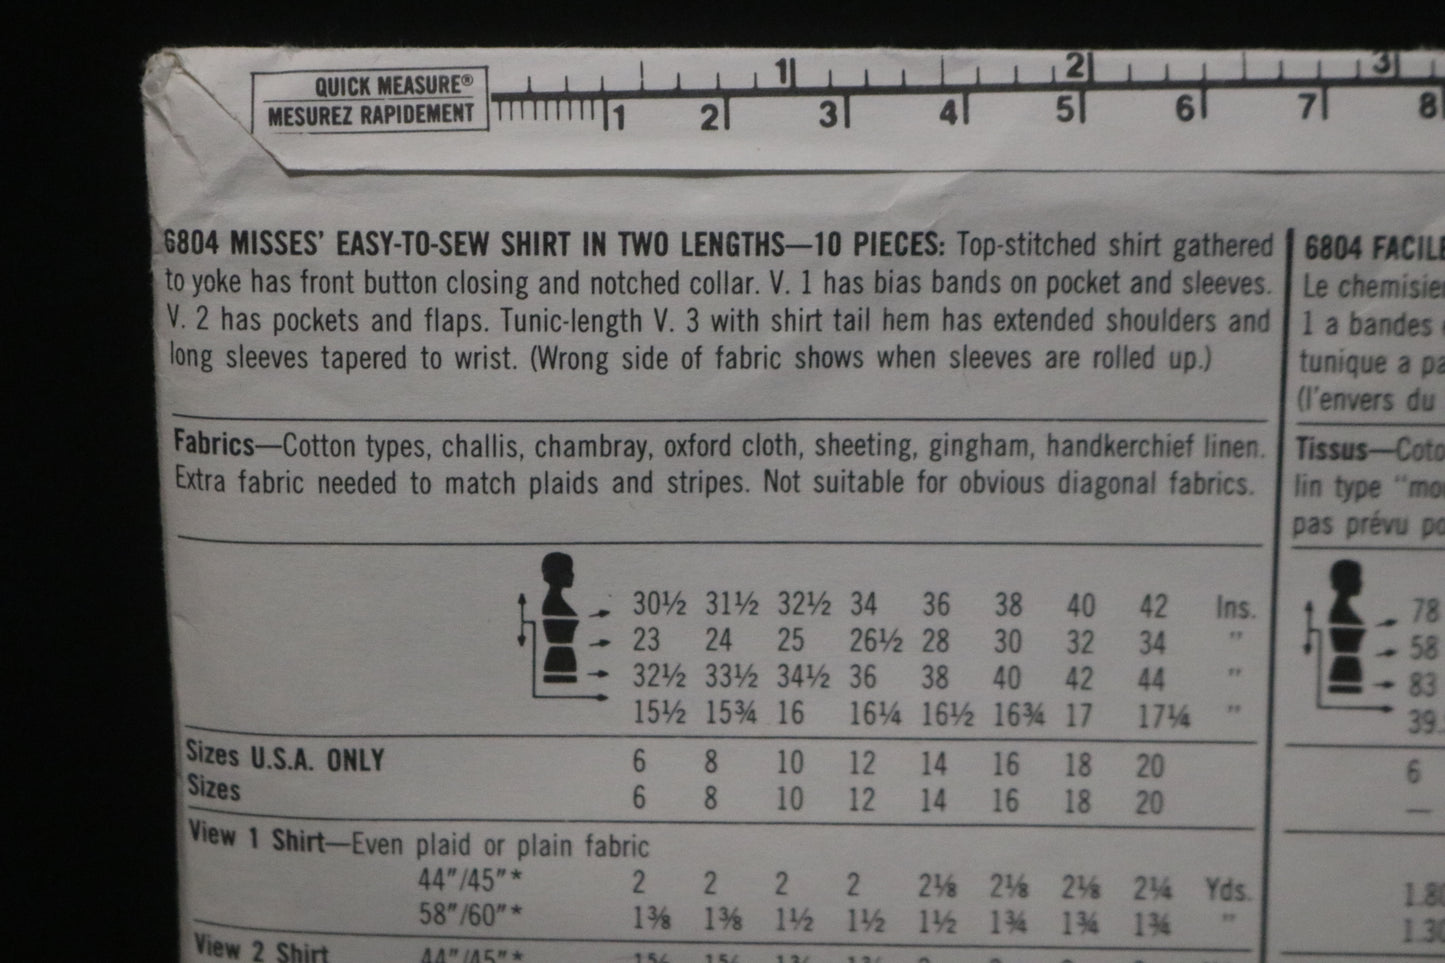 QUICK MEASURE®
MESUREZ RAPIDEMENT
1 2 3
1 2 3 4 5 6 7 8
6804 MISSES' EASY-TO-SEW SHIRT IN TWO LENGTHS—10 PIECES: Top-stitched shirt gathered
to yoke has front button closing and notched collar. V. 1 has bias bands on pocket and sleeves.
V. 2 has pockets and flaps. Tunic-length V. 3 with shirt tail hem has extended shoulders and
long sleeves tapered to wrist. (Wrong side of fabric shows when sleeves are rolled up.)
Fabrics—Cotton types, challis, chambray, oxford cloth, sheeting, gingham, handkerchief linen.
Extra fabric needed to match plaids and stripes. Not suitable for obvious diagonal fabrics.
30½ 31½ 32½ 34 36 38 40 42 Ins.
23 24 25 26½ 28 30 32 34 "
32½ 33½ 34½ 36 38 40 42 44 "
15½ 15¾ 16 16¼ 16½ 16¾ 17 17¼ "
Sizes U.S.A. ONLY 6 8 10 12 14 16 18 20
Sizes 6 8 10 12 14 16 18 20
View 1 Shirt—Even plaid or plain fabric
44"/45"* 2 2 2 2 2⅛ 2⅛ 2⅛ 2¼ Yds.
58"/60"* 1⅜ 1⅜ 1½ 1½ 1½ 1¾ 1¾ 1¾ "
View 2 Shirt
44"/45"*
6804 FACILE
Le chemisier
1 a bandes
tunique a
(l'envers du
Tissus—
lin type
pas prévu
78
58
83
39
6
—